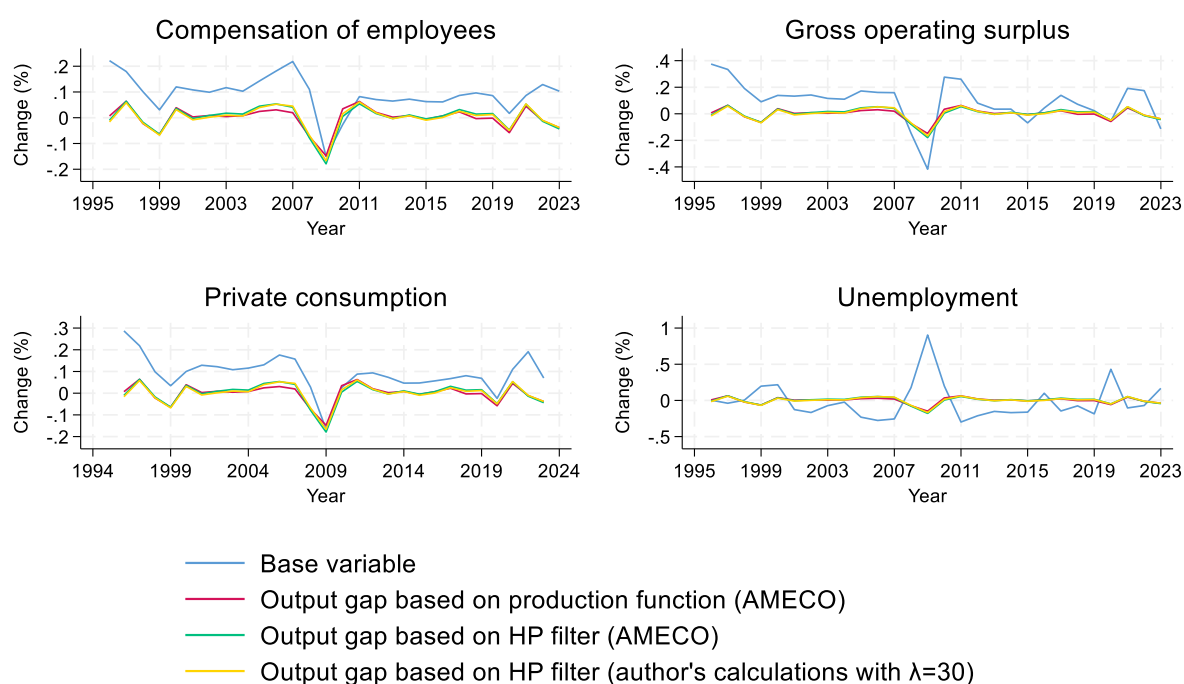 Compensation of employees
Change (%)
.2
.1
0
-.1
-.2
1995 1999 2003 2007 2011 2015 2019 2023
Year
Gross operating surplus
Change (%)
.4
.2
0
-.2
-.4
1995 1999 2003 2007 2011 2015 2019 2023
Year
Private consumption
Change (%)
.3
.2
.1
0
-.1
-.2
1994 1999 2004 2009 2014 2019 2024
Year
Unemployment
Change (%)
1
.5
0
-.5
1995 1999 2003 2007 2011 2015 2019 2023
Year
Base variable
Output gap based on production function (AMECO)
Output gap based on HP filter (AMECO)
Output gap based on HP filter (author's calculations with λ=30)